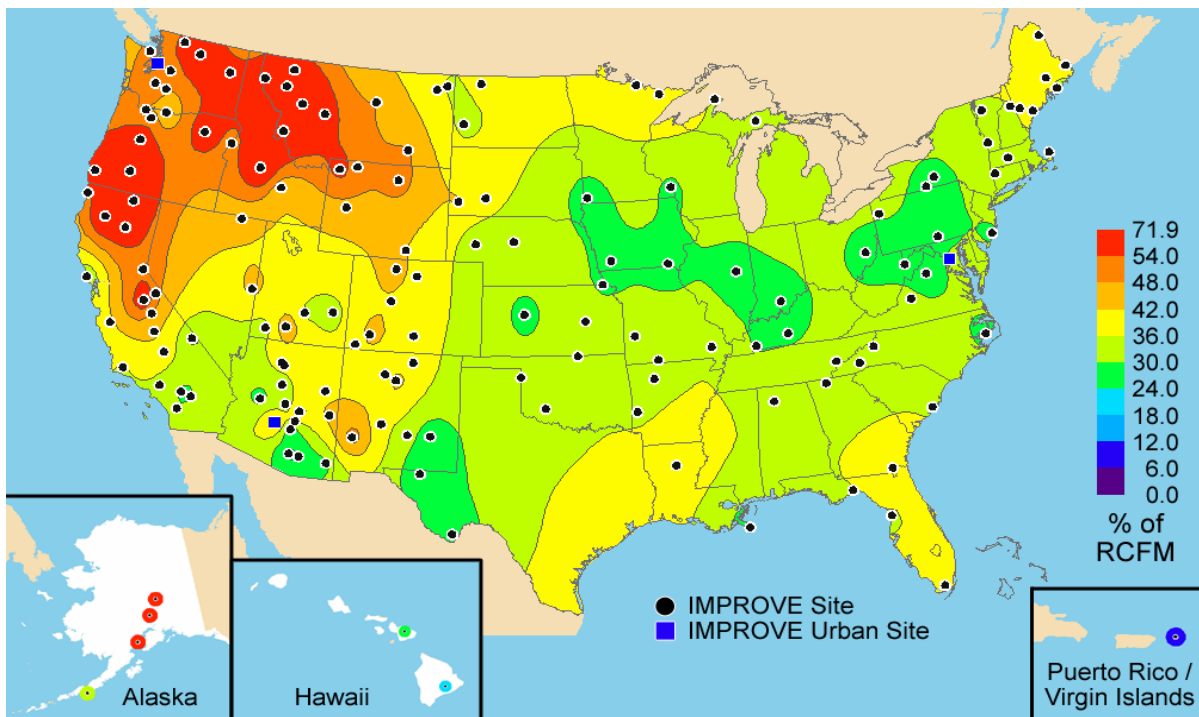 71.9
54.0
48.0
42.0
36.0
30.0
24.0
18.0
12.0
6.0
0.0
% of
RCFM
IMPROVE Site
IMPROVE Urban Site
Alaska
Hawaii
Puerto Rico /
Virgin Islands